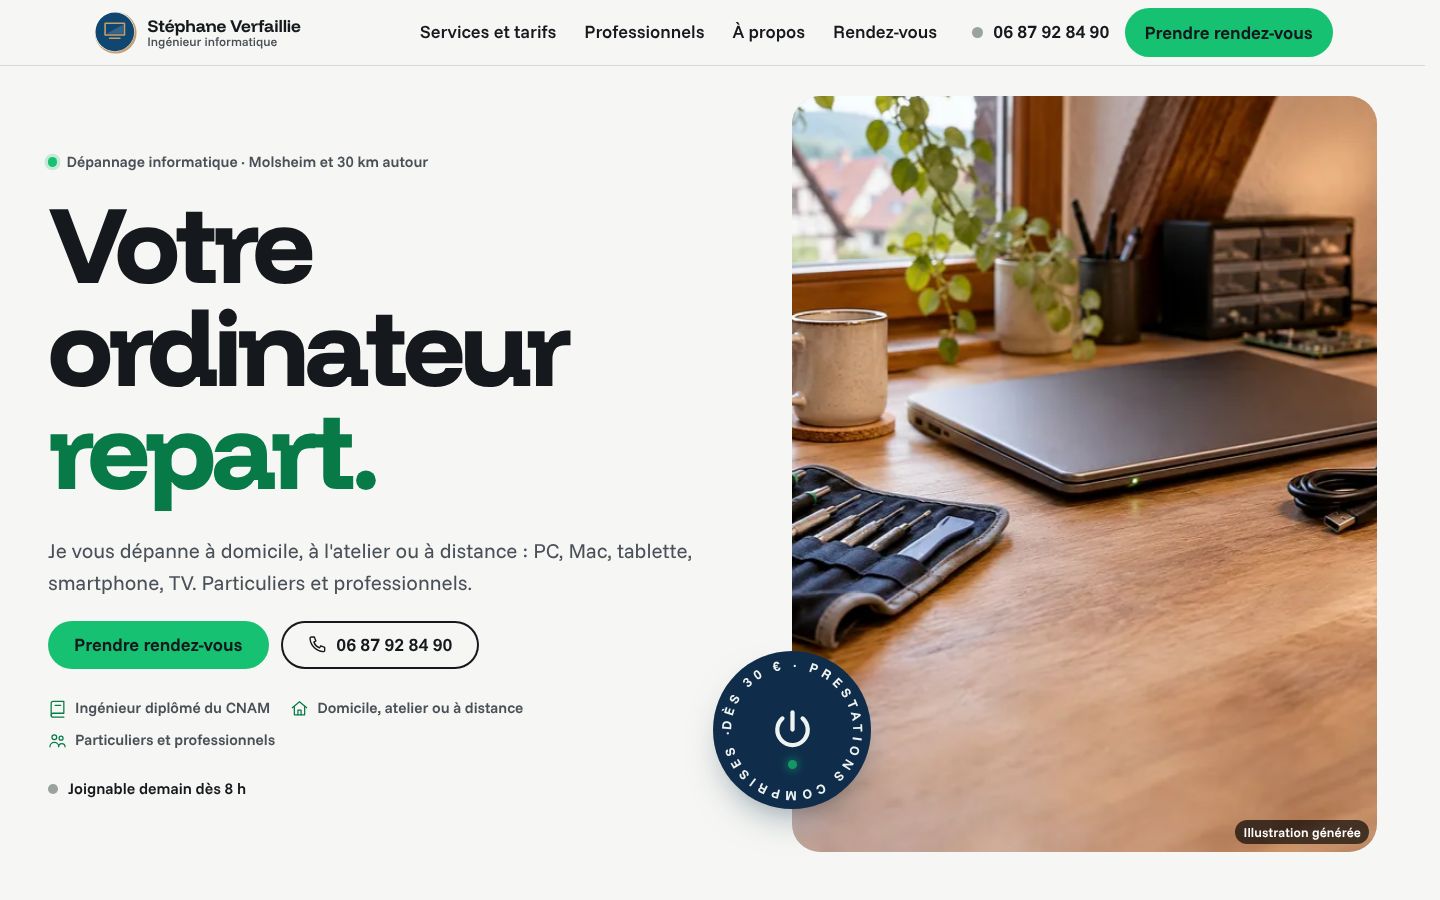 Stéphane Verfaillie
Ingénieur informatique
Services et tarifs
Professionnels
À propos
Rendez-vous
06 87 92 84 90
Prendre rendez-vous
Dépannage informatique · Molsheim et 30 km autour
Votre
ordinateur
repart.
Je vous dépanne à domicile, à l'atelier ou à distance : PC, Mac, tablette,
smartphone, TV. Particuliers et professionnels.
Prendre rendez-vous
06 87 92 84 90
Ingénieur diplômé du CNAM
Domicile, atelier ou à distance
Particuliers et professionnels
Joignable demain dès 8 h
DÈS 30 € · PRESTATIONS COMPRISES ·
Illustration générée